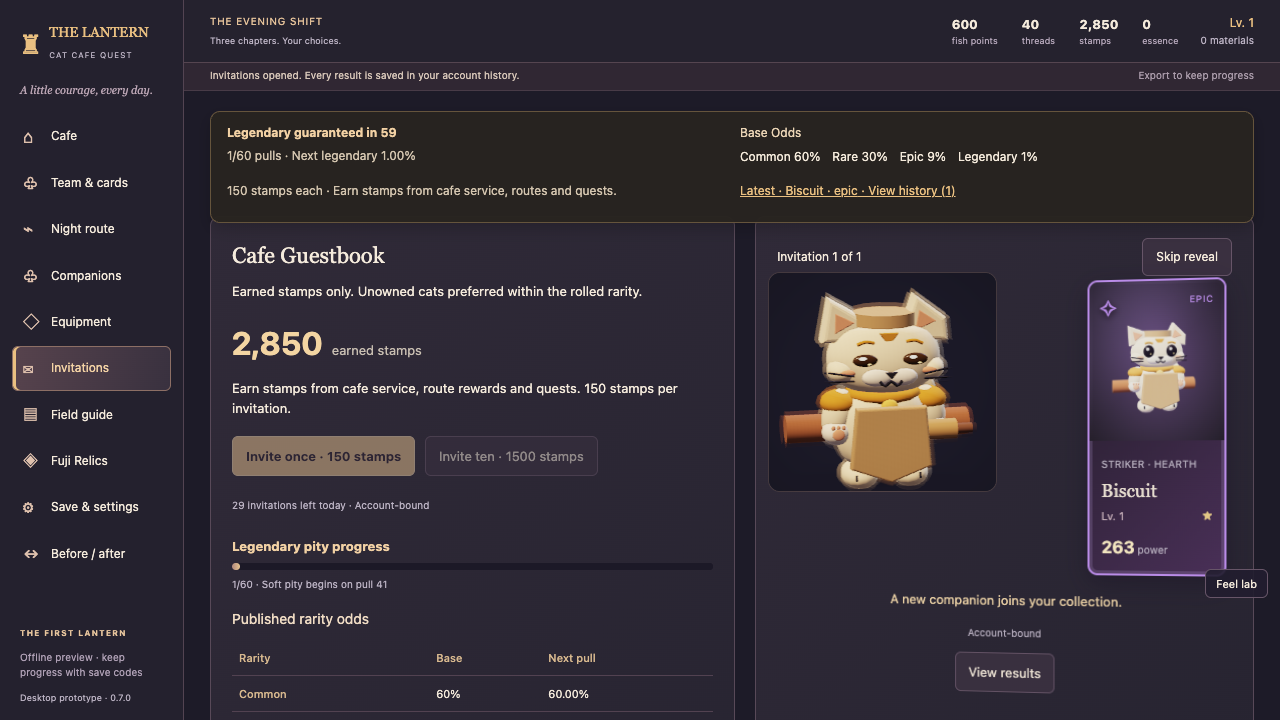 THE LANTERN
CAT CAFE QUEST
A little courage, every day.
Cafe
Team & cards
Night route
Companions
Equipment
Invitations
Field guide
Fuji Relics
Save & settings
Before / after
THE FIRST LANTERN
Offline preview · keep
progress with save codes
Desktop prototype · 0.7.0
THE EVENING SHIFT
Three chapters. Your choices.
600
fish points
40
threads
2,850
stamps
0
essence
Lv. 1
0 materials
Invitations opened. Every result is saved in your account history.
Export to keep progress
Legendary guaranteed in 59
1/60 pulls · Next legendary 1.00%
150 stamps each · Earn stamps from cafe service, routes and quests.
Base Odds
Common 60% Rare 30% Epic 9% Legendary 1%
Latest · Biscuit · epic · View history (1)
Cafe Guestbook
Earned stamps only. Unowned cats preferred within the rolled rarity.
2,850 earned stamps
Earn stamps from cafe service, route rewards and quests. 150 stamps per
invitation.
Invite once · 150 stamps
Invite ten · 1500 stamps
29 invitations left today · Account-bound
Legendary pity progress
1/60 · Soft pity begins on pull 41
Published rarity odds
Rarity Base Next pull
Common 60% 60.00%
Invitation 1 of 1
Skip reveal
EPIC
STRIKER · HEARTH
Biscuit
Lv. 1
263 power
Feel lab
A new companion joins your collection.
Account-bound
View results